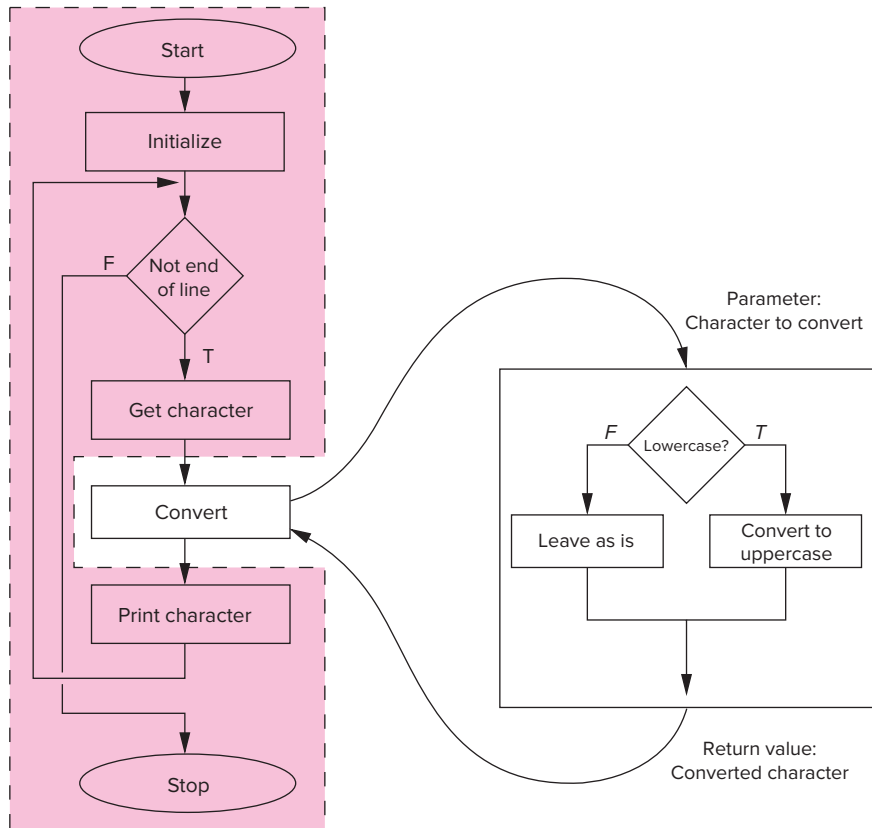 Start
Initialize
F
Not end
of line
T
Get character
Convert
Print character
Stop
Parameter:
Character to convert
F
Lowercase?
T
Leave as is
Convert to
uppercase
Return value:
Converted character